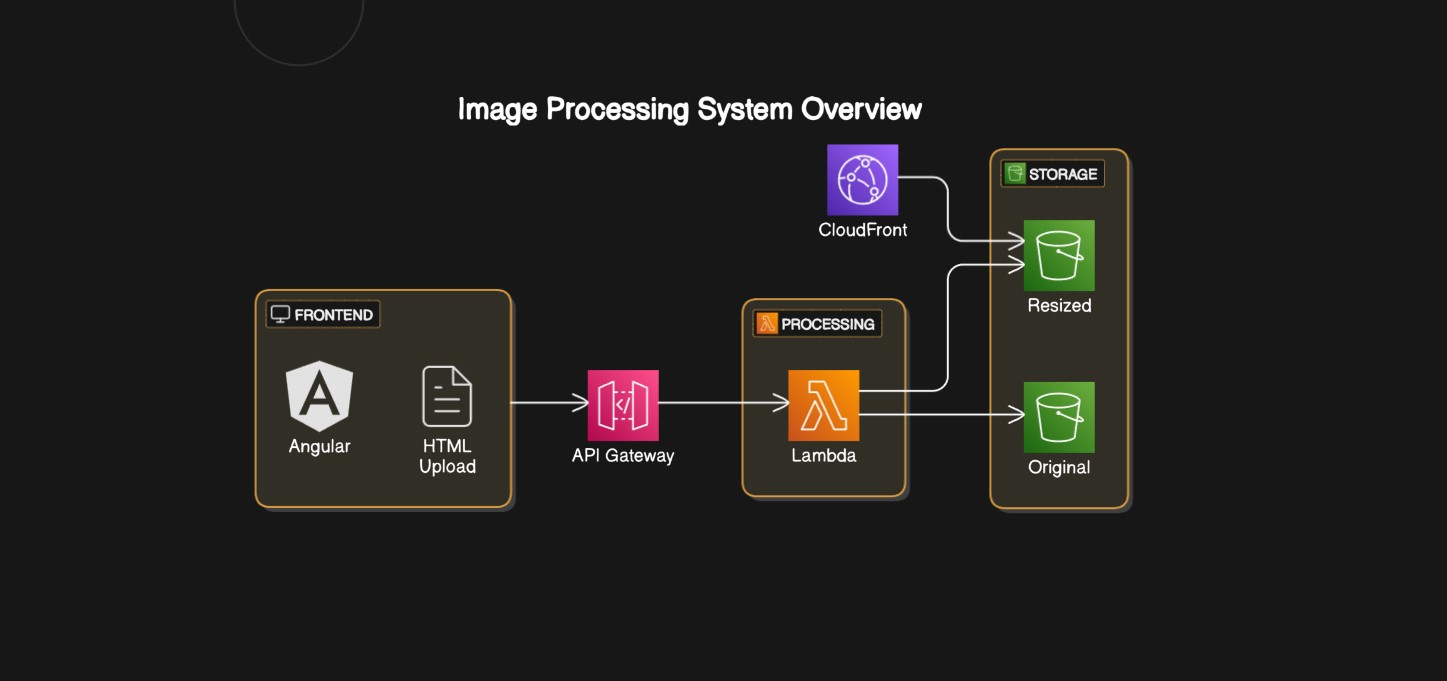 Image Processing System Overview
CloudFront
STORAGE
Resized
FRONTEND
PROCESSING
Angular
HTML
Upload
API Gateway
Lambda
Original